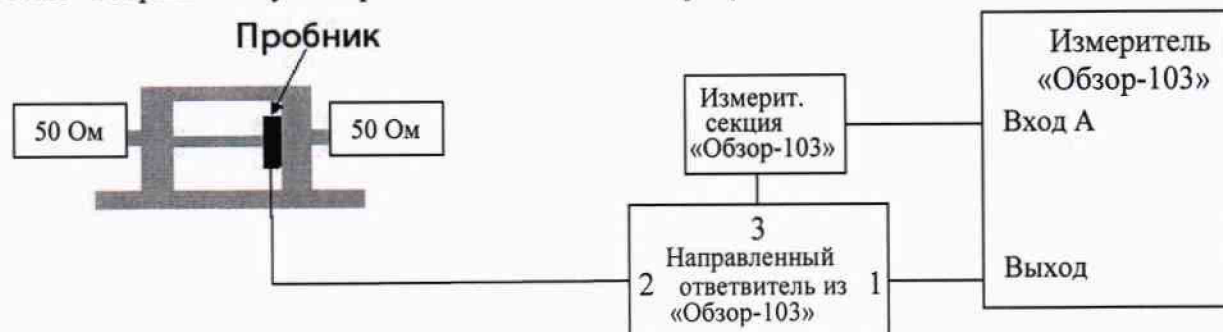 Пробник
50 Ом
50 Ом
Измерит.
секция
«Обзор-103»
Измеритель
«Обзор-103»
Вход А
Выход
3
Направленный
2 ответвитель из 1
«Обзор-103»